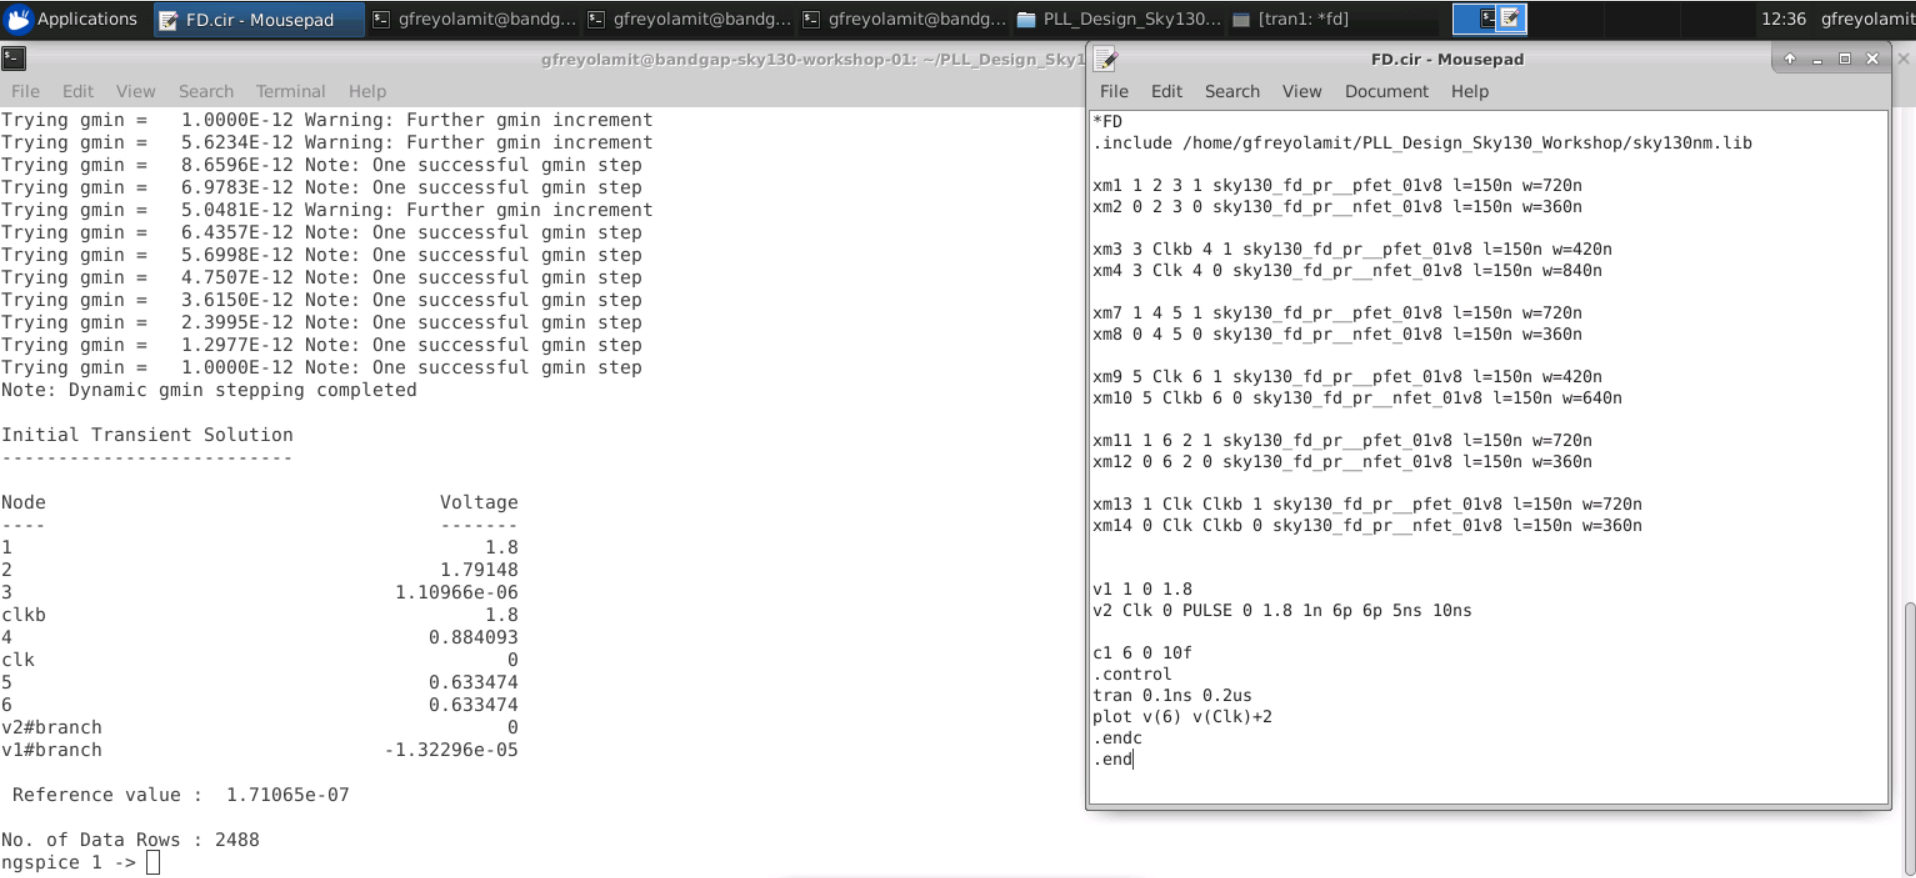 Applications
FD.cir - Mousepad
gfreyolamit@bandg...
gfreyolamit@bandg...
gfreyolamit@bandg...
PLL_Design_Sky130...
[tran1: *fd]
12:36
gfreyolamit
gfreyolamit@bandgap-sky130-workshop-01: ~/PLL_Design_Sky1
File Edit View Search Terminal Help
Trying gmin =   1.0000E-12 Warning: Further gmin increment
Trying gmin =   5.6234E-12 Warning: Further gmin increment
Trying gmin =   8.6596E-12 Note: One successful gmin step
Trying gmin =   6.9783E-12 Note: One successful gmin step
Trying gmin =   5.0481E-12 Warning: Further gmin increment
Trying gmin =   6.4357E-12 Note: One successful gmin step
Trying gmin =   5.6998E-12 Note: One successful gmin step
Trying gmin =   4.7507E-12 Note: One successful gmin step
Trying gmin =   3.6150E-12 Note: One successful gmin step
Trying gmin =   2.3995E-12 Note: One successful gmin step
Trying gmin =   1.2977E-12 Note: One successful gmin step
Trying gmin =   1.0000E-12 Note: One successful gmin step
Note: Dynamic gmin stepping completed
Initial Transient Solution
--------------------------
Node Voltage
---- -------
1 1.8
2 1.79148
3 1.10966e-06
clkb 1.8
4 0.884093
clk 0
5 0.633474
6 0.633474
v2#branch 0
v1#branch -1.32296e-05
Reference value :  1.71065e-07
No. of Data Rows : 2488
ngspice 1 ->
FD.cir - Mousepad
File Edit Search View Document Help
*FD
.include /home/gfreyolamit/PLL_Design_Sky130_Workshop/sky130nm.lib
xm1 1 2 3 1 sky130_fd_pr__pfet_01v8 l=150n w=720n
xm2 0 2 3 0 sky130_fd_pr__nfet_01v8 l=150n w=360n
xm3 3 Clkb 4 1 sky130_fd_pr__pfet_01v8 l=150n w=420n
xm4 3 Clk 4 0 sky130_fd_pr__nfet_01v8 l=150n w=840n
xm7 1 4 5 1 sky130_fd_pr__pfet_01v8 l=150n w=720n
xm8 0 4 5 0 sky130_fd_pr__nfet_01v8 l=150n w=360n
xm9 5 Clk 6 1 sky130_fd_pr__pfet_01v8 l=150n w=420n
xm10 5 Clkb 6 0 sky130_fd_pr__nfet_01v8 l=150n w=640n
xm11 1 6 2 1 sky130_fd_pr__pfet_01v8 l=150n w=720n
xm12 0 6 2 0 sky130_fd_pr__nfet_01v8 l=150n w=360n
xm13 1 Clk Clkb 1 sky130_fd_pr__pfet_01v8 l=150n w=720n
xm14 0 Clk Clkb 0 sky130_fd_pr__nfet_01v8 l=150n w=360n
v1 1 0 1.8
v2 Clk 0 PULSE 0 1.8 1n 6p 6p 5ns 10ns
c1 6 0 10f
.control
tran 0.1ns 0.2us
plot v(6) v(Clk)+2
.endc
.end